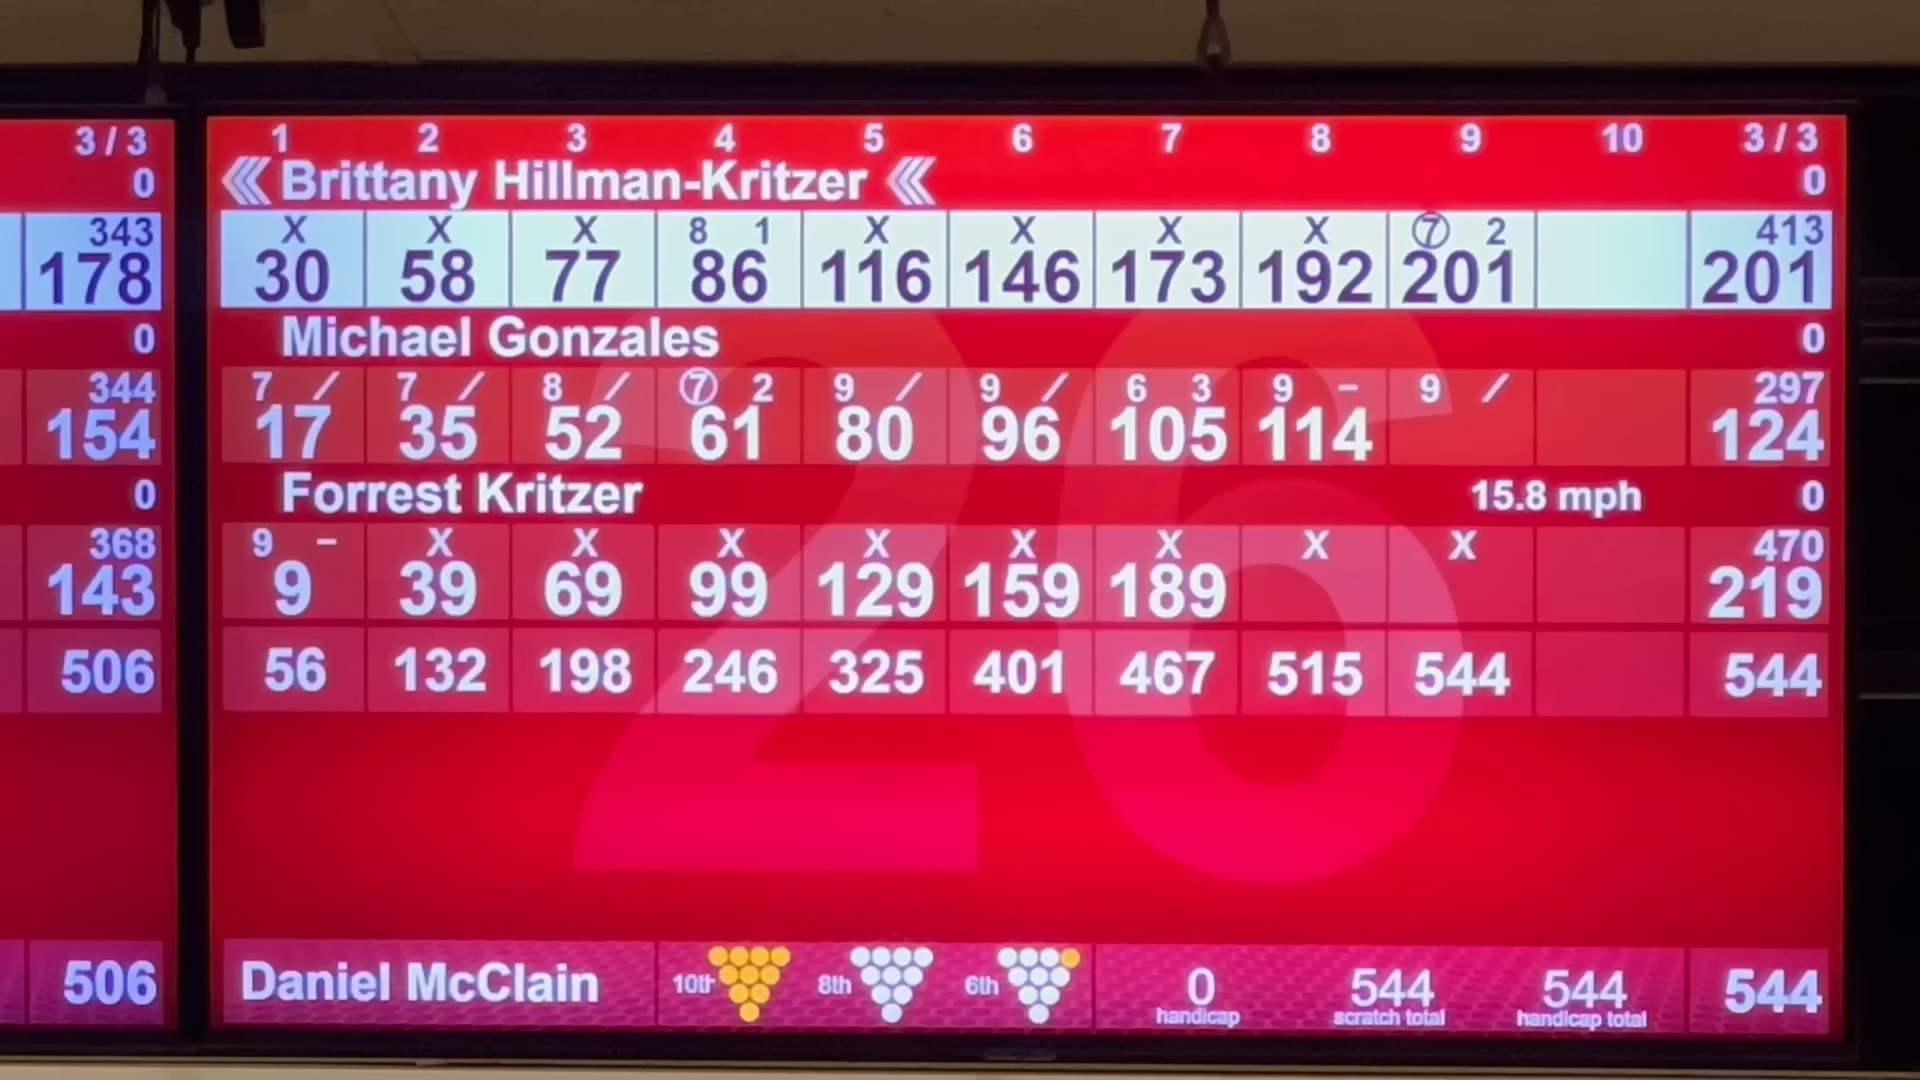 3 / 3
0
343
178
0
344
154
0
368
143
506
506
1 2 3 4 5 6 7 8 9 10 3 / 3
Brittany Hillman-Kritzer 0
X X X 8 1 X X X X ⑦ 2 413
30 58 77 86 116 146 173 192 201 201
Michael Gonzales 0
7 / 7 / 8 / ⑦ 2 9 / 9 / 6 3 9 - 9 / 297
17 35 52 61 80 96 105 114 124
Forrest Kritzer 15.8 mph 0
9 - X X X X X X X X 470
9 39 69 99 129 159 189 219
56 132 198 246 325 401 467 515 544 544
26
Daniel McClain 10th 8th 6th 0 544 544 544
handicap scratch total handicap total